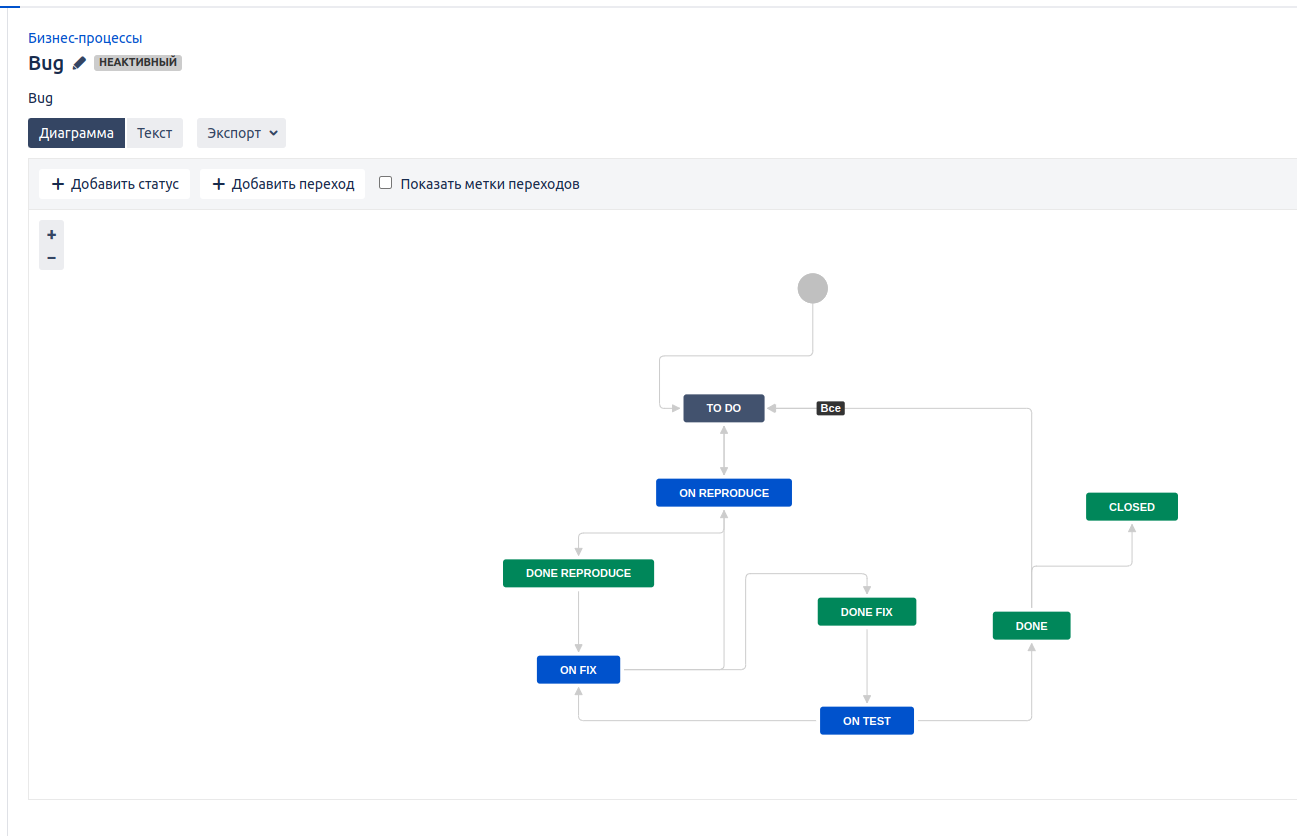 Бизнес-процессы
Bug НЕАКТИВНЫЙ
Bug
Диаграмма Текст Экспорт
+ Добавить статус + Добавить переход Показать метки переходов
+
−
TO DO Все
ON REPRODUCE
CLOSED
DONE REPRODUCE
DONE FIX
DONE
ON FIX
ON TEST